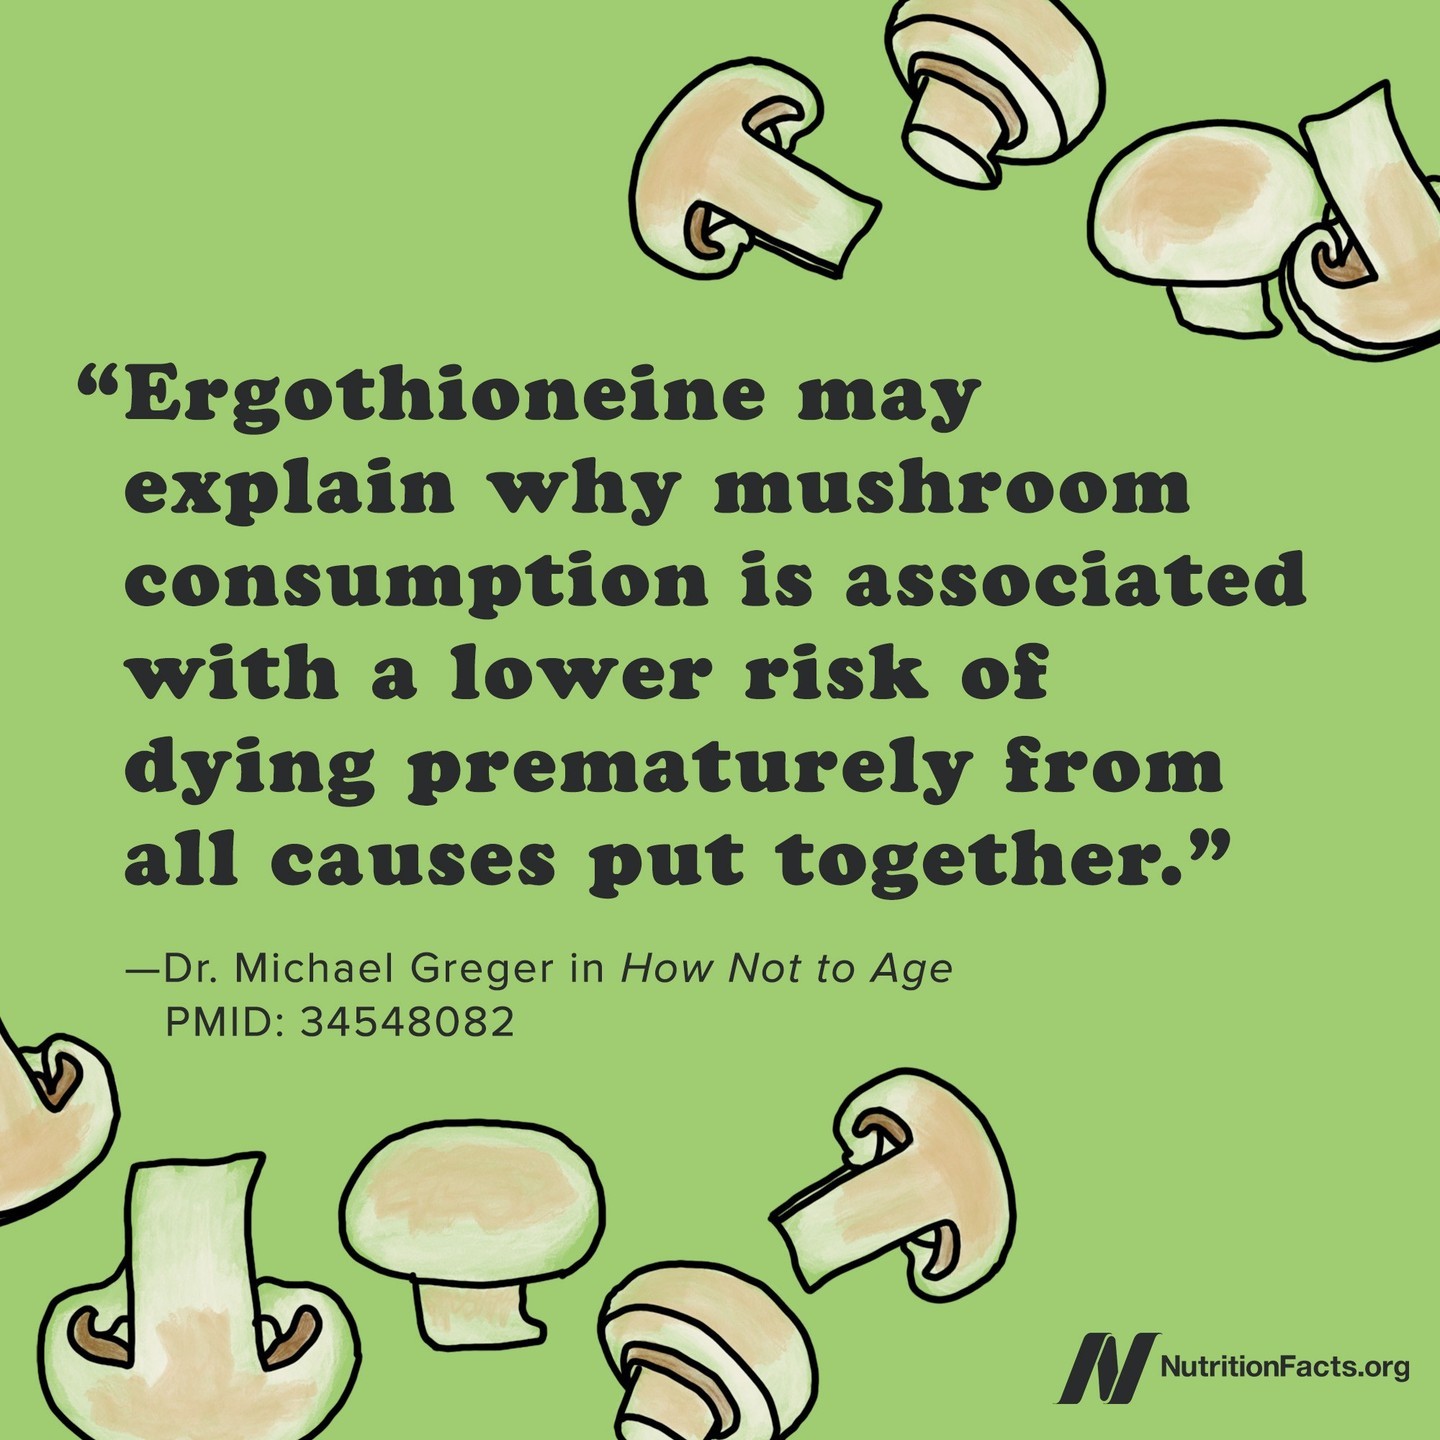 “Ergothioneine may
explain why mushroom
consumption is associated
with a lower risk of
dying prematurely from
all causes put together.”
—Dr. Michael Greger in How Not to Age
PMID: 34548082
NutritionFacts.org